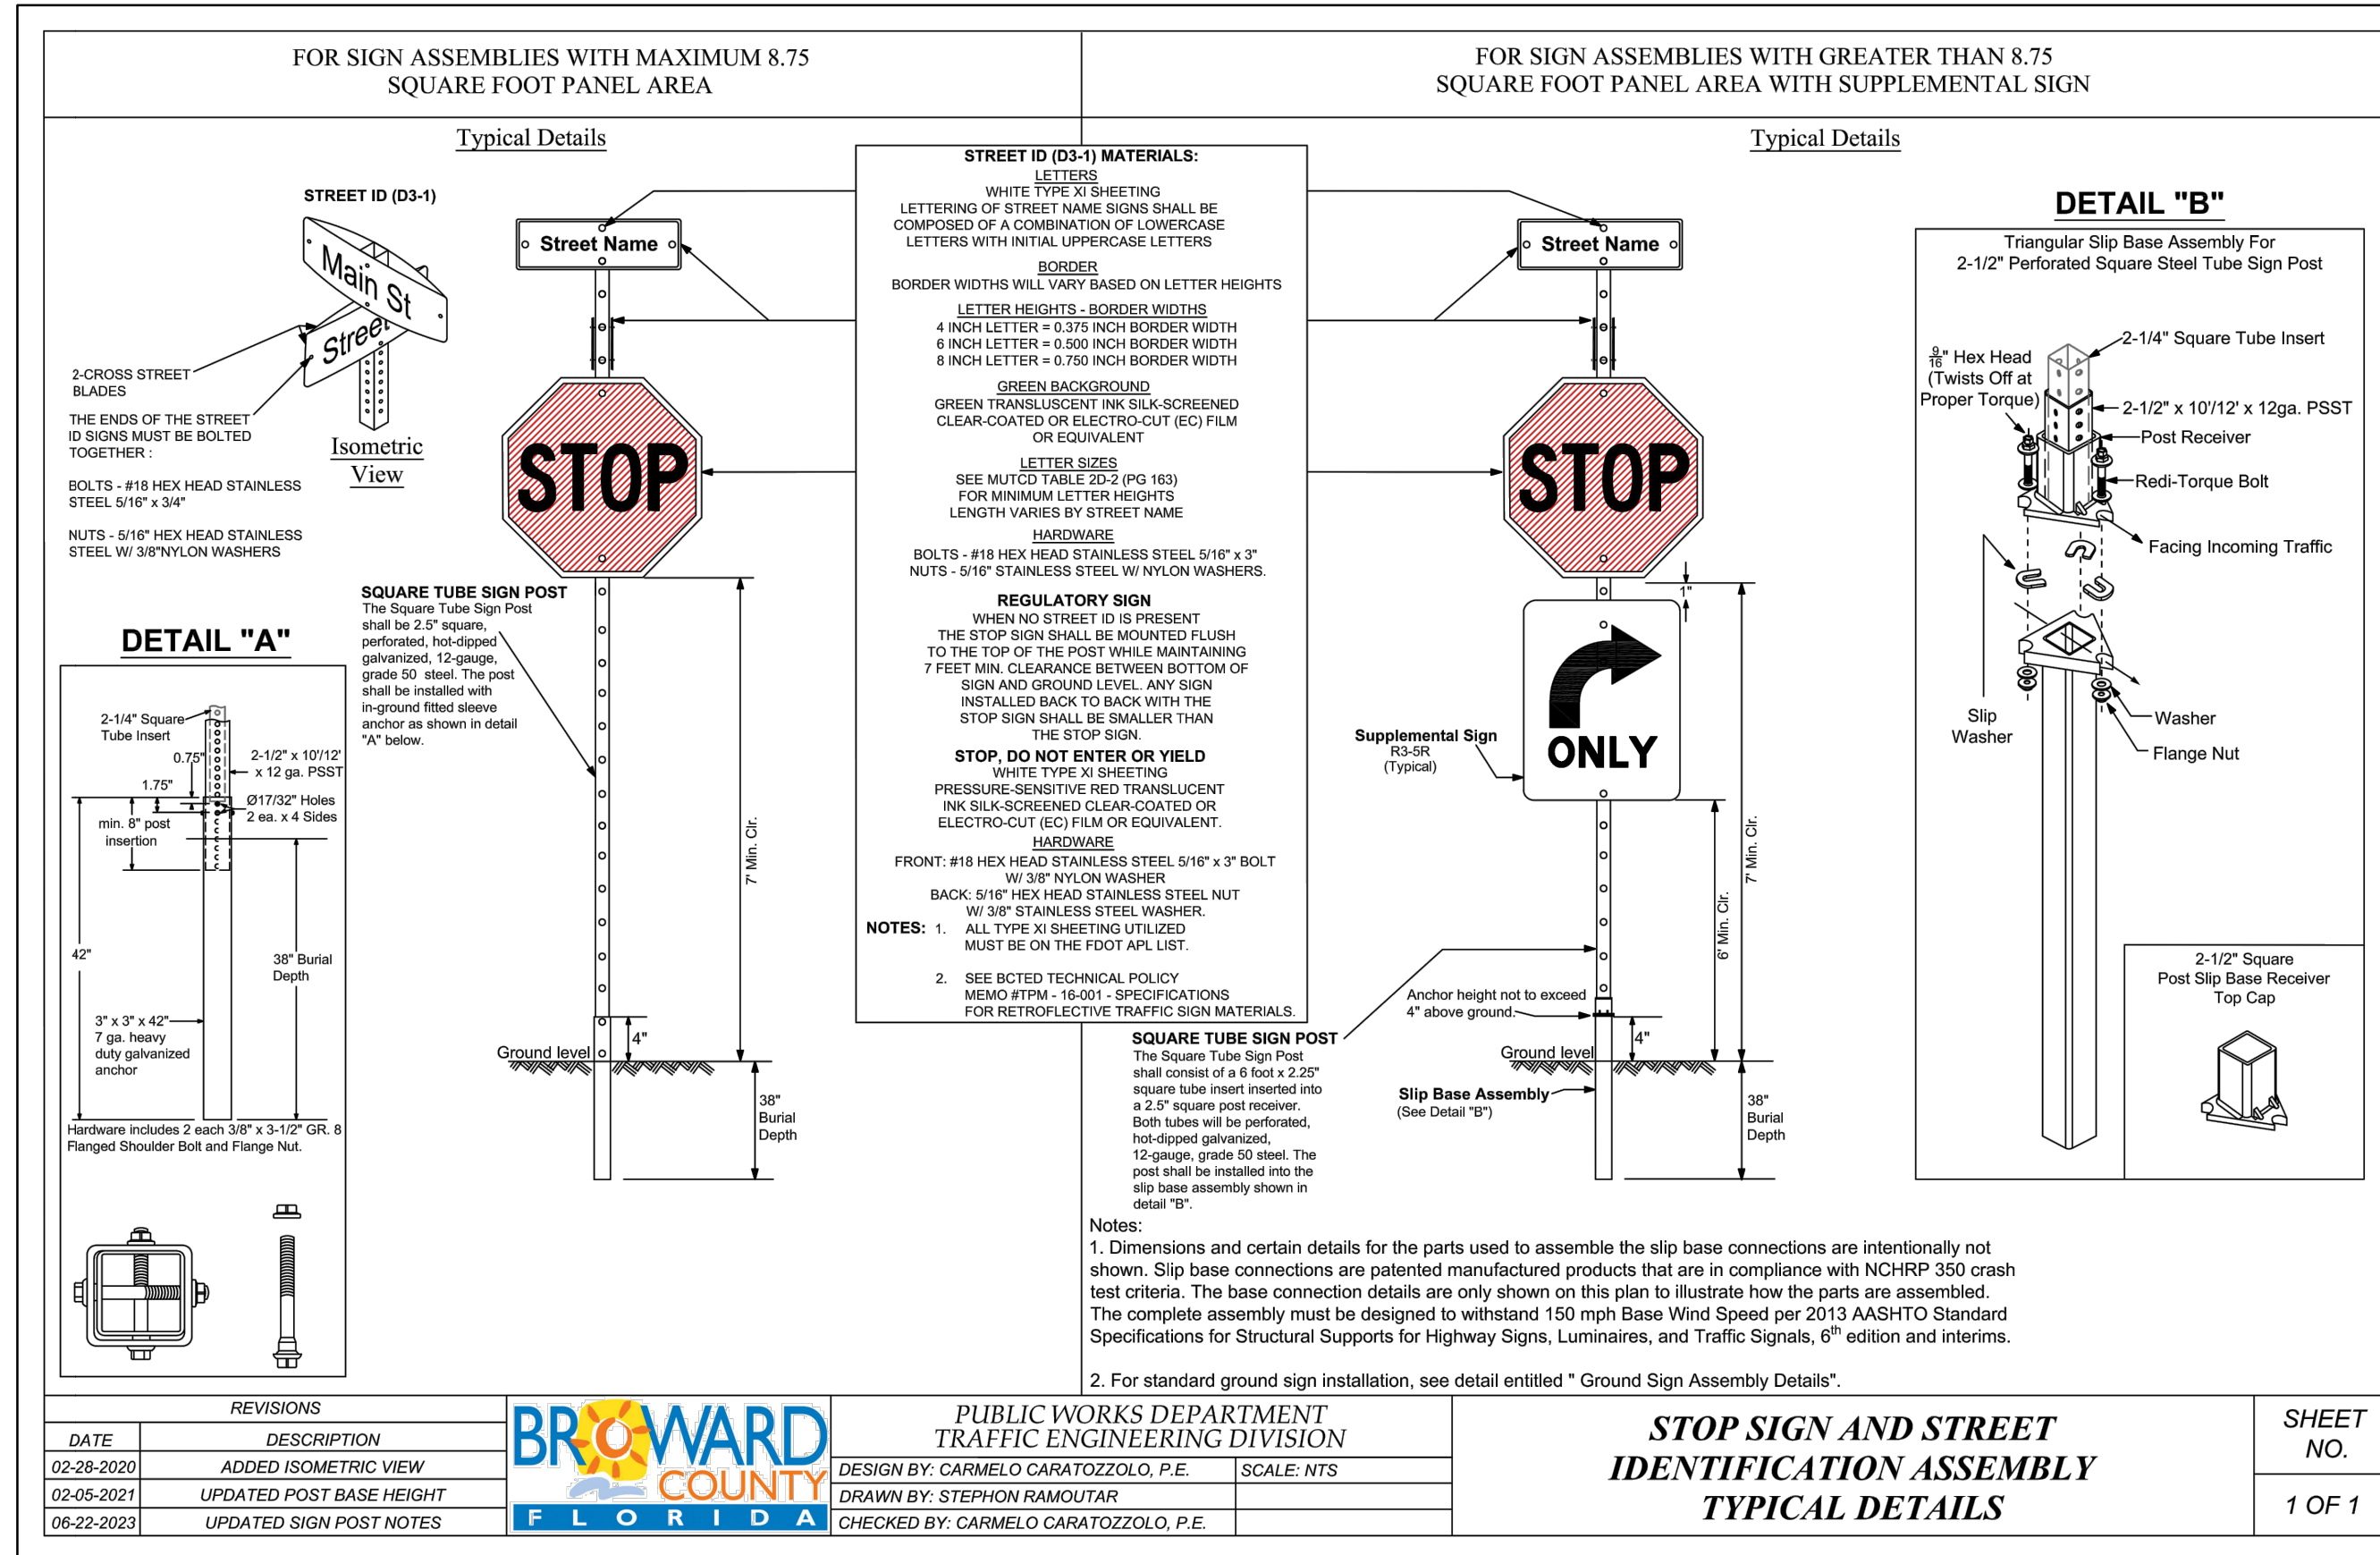 FOR SIGN ASSEMBLIES WITH MAXIMUM 8.75
SQUARE FOOT PANEL AREA
FOR SIGN ASSEMBLIES WITH GREATER THAN 8.75
SQUARE FOOT PANEL AREA WITH SUPPLEMENTAL SIGN
Typical Details
STREET ID (D3-1)
Main St
Street
2-CROSS STREET
BLADES
THE ENDS OF THE STREET
ID SIGNS MUST BE BOLTED
TOGETHER :
BOLTS - #18 HEX HEAD STAINLESS
STEEL 5/16" x 3/4"
NUTS - 5/16" HEX HEAD STAINLESS
STEEL W/ 3/8"NYLON WASHERS
Isometric
View
Street Name
STOP
SQUARE TUBE SIGN POST
The Square Tube Sign Post
shall be 2.5" square,
perforated, hot-dipped
galvanized, 12-gauge,
grade 50 steel. The post
shall be installed with
in-ground fitted sleeve
anchor as shown in detail
"A" below.
7' Min. Clr.
4"
Ground level
38"
Burial
Depth
DETAIL "A"
2-1/4" Square
Tube Insert
0.75"
2-1/2" x 10'/12'
x 12 ga. PSST
1.75"
Ø17/32" Holes
2 ea. x 4 Sides
min. 8" post
insertion
42"
38" Burial
Depth
3" x 3" x 42"
7 ga. heavy
duty galvanized
anchor
Hardware includes 2 each 3/8" x 3-1/2" GR. 8
Flanged Shoulder Bolt and Flange Nut.
STREET ID (D3-1) MATERIALS:
LETTERS
WHITE TYPE XI SHEETING
LETTERING OF STREET NAME SIGNS SHALL BE
COMPOSED OF A COMBINATION OF LOWERCASE
LETTERS WITH INITIAL UPPERCASE LETTERS
BORDER
BORDER WIDTHS WILL VARY BASED ON LETTER HEIGHTS
LETTER HEIGHTS - BORDER WIDTHS
4 INCH LETTER = 0.375 INCH BORDER WIDTH
6 INCH LETTER = 0.500 INCH BORDER WIDTH
8 INCH LETTER = 0.750 INCH BORDER WIDTH
GREEN BACKGROUND
GREEN TRANSLUSCENT INK SILK-SCREENED
CLEAR-COATED OR ELECTRO-CUT (EC) FILM
OR EQUIVALENT
LETTER SIZES
SEE MUTCD TABLE 2D-2 (PG 163)
FOR MINIMUM LETTER HEIGHTS
LENGTH VARIES BY STREET NAME
HARDWARE
BOLTS - #18 HEX HEAD STAINLESS STEEL 5/16" x 3"
NUTS - 5/16" STAINLESS STEEL W/ NYLON WASHERS.
REGULATORY SIGN
WHEN NO STREET ID IS PRESENT
THE STOP SIGN SHALL BE MOUNTED FLUSH
TO THE TOP OF THE POST WHILE MAINTAINING
7 FEET MIN. CLEARANCE BETWEEN BOTTOM OF
SIGN AND GROUND LEVEL. ANY SIGN
INSTALLED BACK TO BACK WITH THE
STOP SIGN SHALL BE SMALLER THAN
THE STOP SIGN.
STOP, DO NOT ENTER OR YIELD
WHITE TYPE XI SHEETING
PRESSURE-SENSITIVE RED TRANSLUCENT
INK SILK-SCREENED CLEAR-COATED OR
ELECTRO-CUT (EC) FILM OR EQUIVALENT.
HARDWARE
FRONT: #18 HEX HEAD STAINLESS STEEL 5/16" x 3" BOLT
W/ 3/8" NYLON WASHER
BACK: 5/16" HEX HEAD STAINLESS STEEL NUT
W/ 3/8" STAINLESS STEEL WASHER.
NOTES: 1. ALL TYPE XI SHEETING UTILIZED
MUST BE ON THE FDOT APL LIST.
2. SEE BCTED TECHNICAL POLICY
MEMO #TPM - 16-001 - SPECIFICATIONS
FOR RETROFLECTIVE TRAFFIC SIGN MATERIALS.
Typical Details
Street Name
STOP
1"
ONLY
Supplemental Sign
R3-5R
(Typical)
7' Min. Clr.
6' Min. Clr.
Anchor height not to exceed
4" above ground.
4"
Ground level
Slip Base Assembly
(See Detail "B")
38"
Burial
Depth
SQUARE TUBE SIGN POST
The Square Tube Sign Post
shall consist of a 6 foot x 2.25"
square tube insert inserted into
a 2.5" square post receiver.
Both tubes will be perforated,
hot-dipped galvanized,
12-gauge, grade 50 steel. The
post shall be installed into the
slip base assembly shown in
detail "B".
DETAIL "B"
Triangular Slip Base Assembly For
2-1/2" Perforated Square Steel Tube Sign Post
9/16" Hex Head
(Twists Off at
Proper Torque)
2-1/4" Square Tube Insert
2-1/2" x 10'/12' x 12ga. PSST
Post Receiver
Redi-Torque Bolt
Facing Incoming Traffic
Slip
Washer
Washer
Flange Nut
2-1/2" Square
Post Slip Base Receiver
Top Cap
Notes:
1. Dimensions and certain details for the parts used to assemble the slip base connections are intentionally not
shown. Slip base connections are patented manufactured products that are in compliance with NCHRP 350 crash
test criteria. The base connection details are only shown on this plan to illustrate how the parts are assembled.
The complete assembly must be designed to withstand 150 mph Base Wind Speed per 2013 AASHTO Standard
Specifications for Structural Supports for Highway Signs, Luminaires, and Traffic Signals, 6th edition and interims.
2. For standard ground sign installation, see detail entitled " Ground Sign Assembly Details".
REVISIONS
DATE DESCRIPTION
02-28-2020 ADDED ISOMETRIC VIEW
02-05-2021 UPDATED POST BASE HEIGHT
06-22-2023 UPDATED SIGN POST NOTES
BROWARD
COUNTY
FLORIDA
PUBLIC WORKS DEPARTMENT
TRAFFIC ENGINEERING DIVISION
DESIGN BY: CARMELO CARATOZZOLO, P.E. SCALE: NTS
DRAWN BY: STEPHON RAMOUTAR
CHECKED BY: CARMELO CARATOZZOLO, P.E.
STOP SIGN AND STREET
IDENTIFICATION ASSEMBLY
TYPICAL DETAILS
SHEET
NO.
1 OF 1